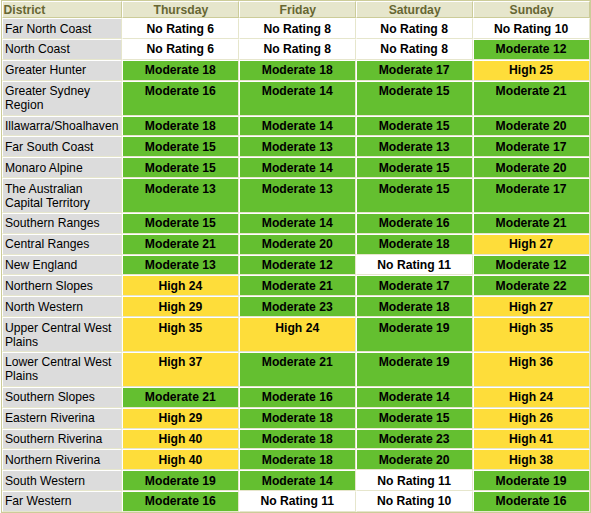 District Thursday Friday Saturday Sunday
Far North Coast No Rating 6 No Rating 8 No Rating 8 No Rating 10
North Coast No Rating 6 No Rating 8 No Rating 8 Moderate 12
Greater Hunter Moderate 18 Moderate 18 Moderate 17 High 25
Greater Sydney Moderate 16 Moderate 14 Moderate 15 Moderate 21
Region
Illawarra/Shoalhaven Moderate 18 Moderate 14 Moderate 15 Moderate 20
Far South Coast Moderate 15 Moderate 13 Moderate 13 Moderate 17
Monaro Alpine Moderate 15 Moderate 14 Moderate 15 Moderate 20
The Australian Moderate 13 Moderate 13 Moderate 15 Moderate 17
Capital Territory
Southern Ranges Moderate 15 Moderate 14 Moderate 16 Moderate 21
Central Ranges Moderate 21 Moderate 20 Moderate 18 High 27
New England Moderate 13 Moderate 12 No Rating 11 Moderate 12
Northern Slopes High 24 Moderate 21 Moderate 17 Moderate 22
North Western High 29 Moderate 23 Moderate 18 High 27
Upper Central West High 35 High 24 Moderate 19 High 35
Plains
Lower Central West High 37 Moderate 21 Moderate 19 High 36
Plains
Southern Slopes Moderate 21 Moderate 16 Moderate 14 High 24
Eastern Riverina High 29 Moderate 18 Moderate 15 High 26
Southern Riverina High 40 Moderate 18 Moderate 23 High 41
Northern Riverina High 40 Moderate 18 Moderate 20 High 38
South Western Moderate 19 Moderate 14 No Rating 11 Moderate 19
Far Western Moderate 16 No Rating 11 No Rating 10 Moderate 16